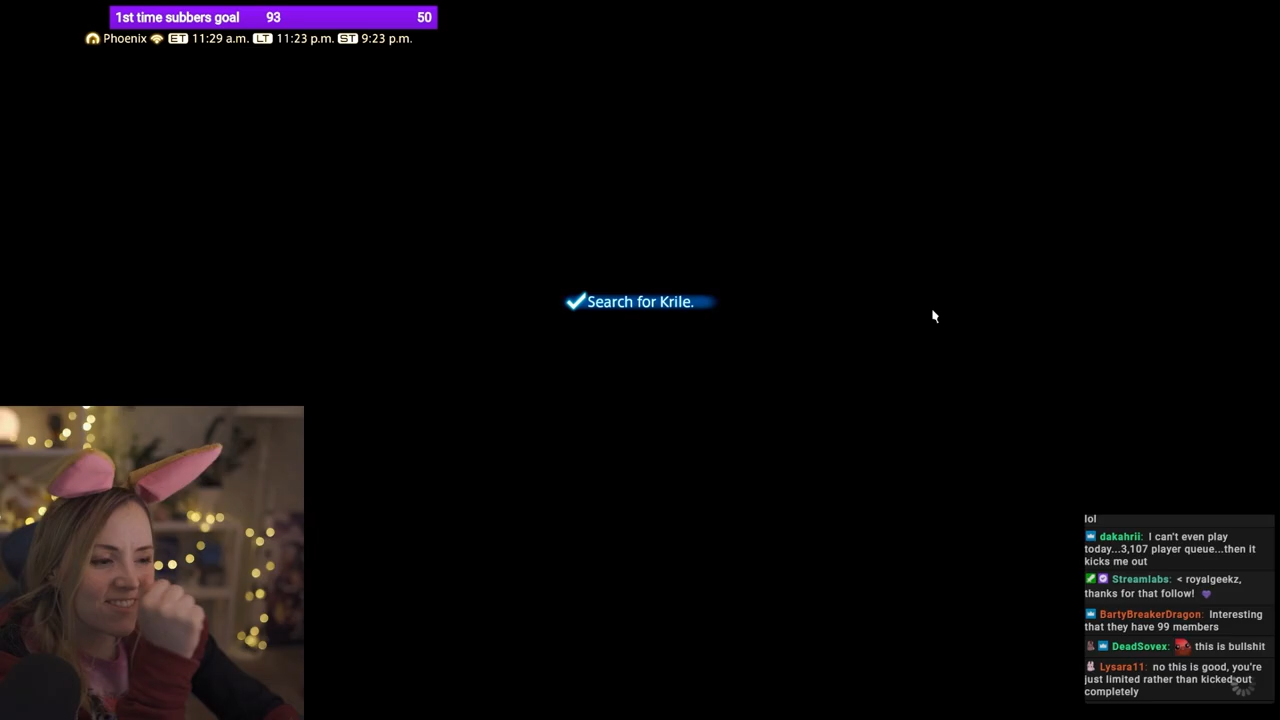 1st time subbers goal 93 50
Phoenix ET 11:29 a.m. LT 11:23 p.m. ST 9:23 p.m.
Search for Krile.
lol
dakahrii: I can't even play
today...3,107 player queue...then it
kicks me out
Streamlabs: < royalgeekz,
thanks for that follow!
BartyBreakerDragon: Interesting
that they have 99 members
DeadSovex: this is bullshit
Lysara11: no this is good, you're
just limited rather than kicked out
completely